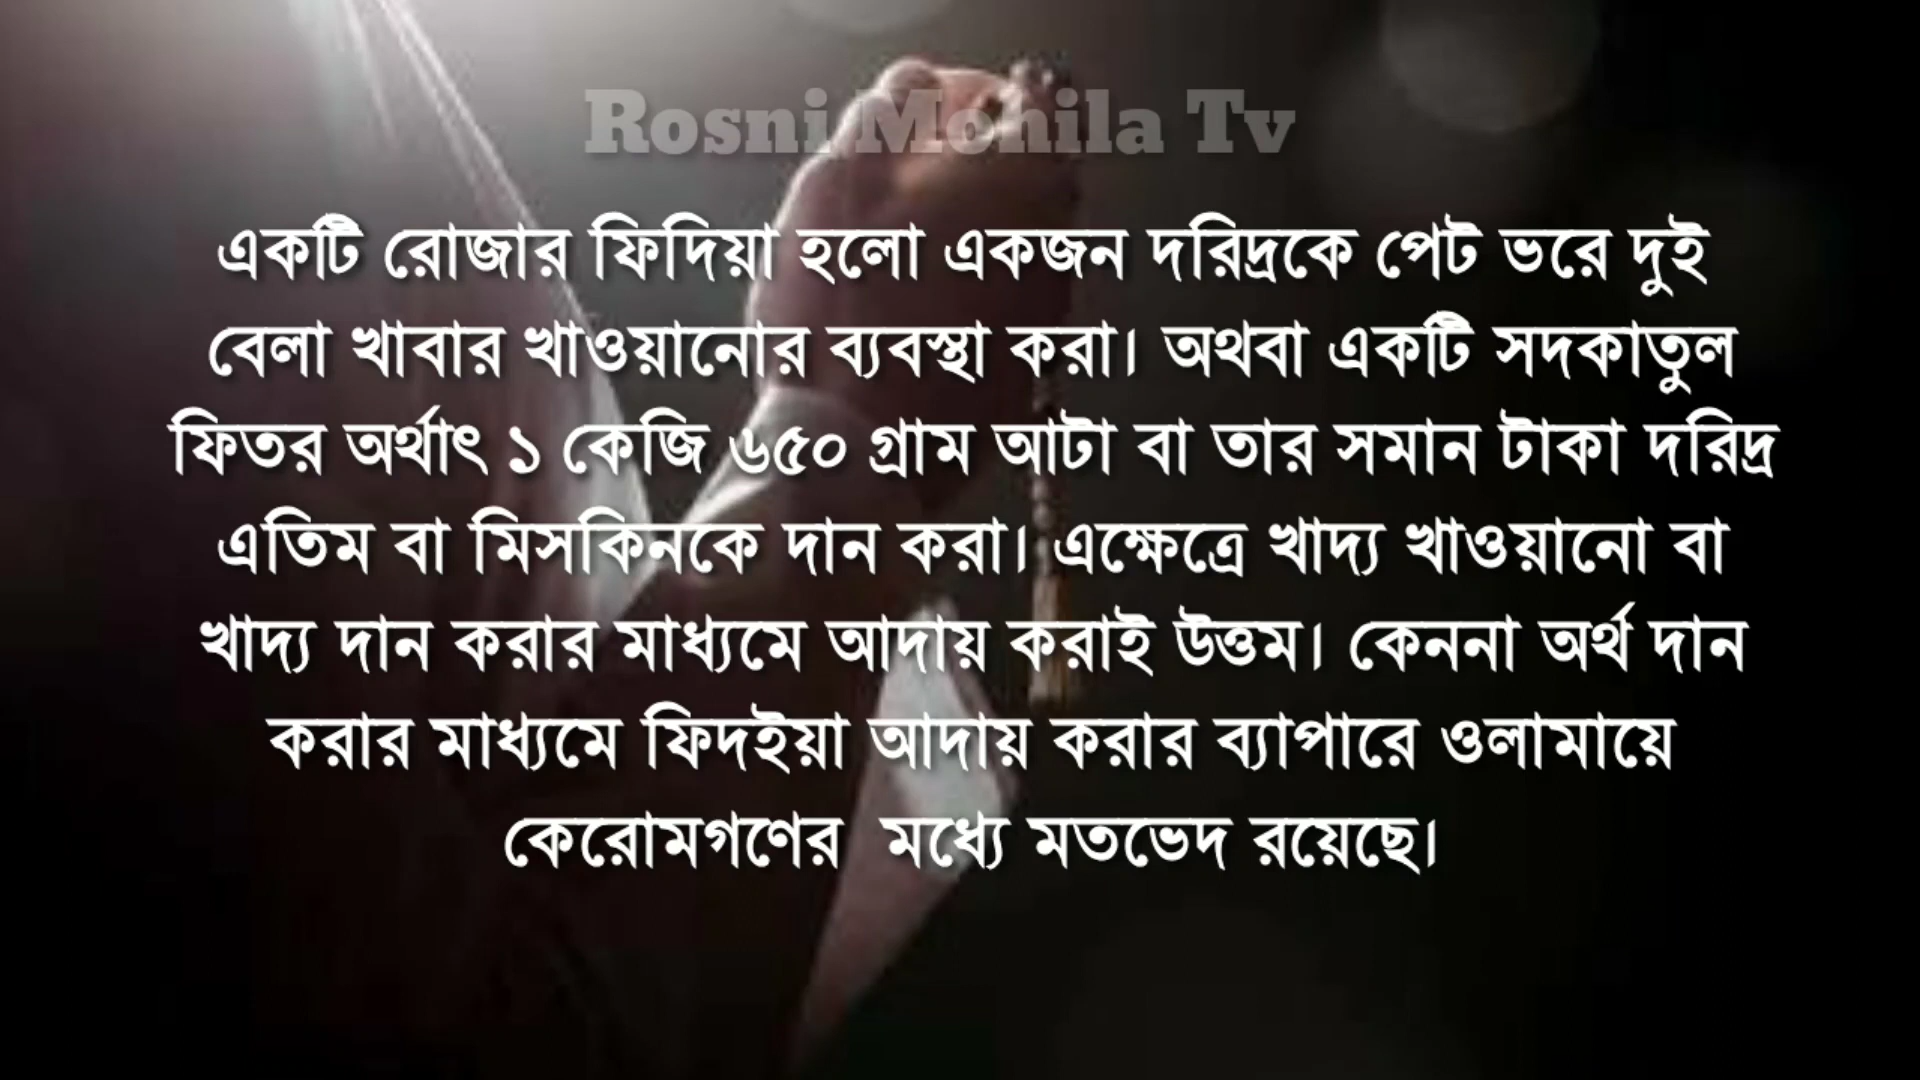 Rosni Mohila Tv
একটি রোজার ফিদিয়া হলো একজন দরিদ্রকে পেট ভরে দুই
বেলা খাবার খাওয়ানোর ব্যবস্থা করা। অথবা একটি সদকাতুল
ফিতর অর্থাৎ ১ কেজি ৬৫০ গ্রাম আটা বা তার সমান টাকা দরিদ্র
এতিম বা মিসকিনকে দান করা। এক্ষেত্রে খাদ্য খাওয়ানো বা
খাদ্য দান করার মাধ্যমে আদায় করাই উত্তম। কেননা অর্থ দান
করার মাধ্যমে ফিদইয়া আদায় করার ব্যাপারে ওলামায়ে
কেরোমগণের মধ্যে মতভেদ রয়েছে।